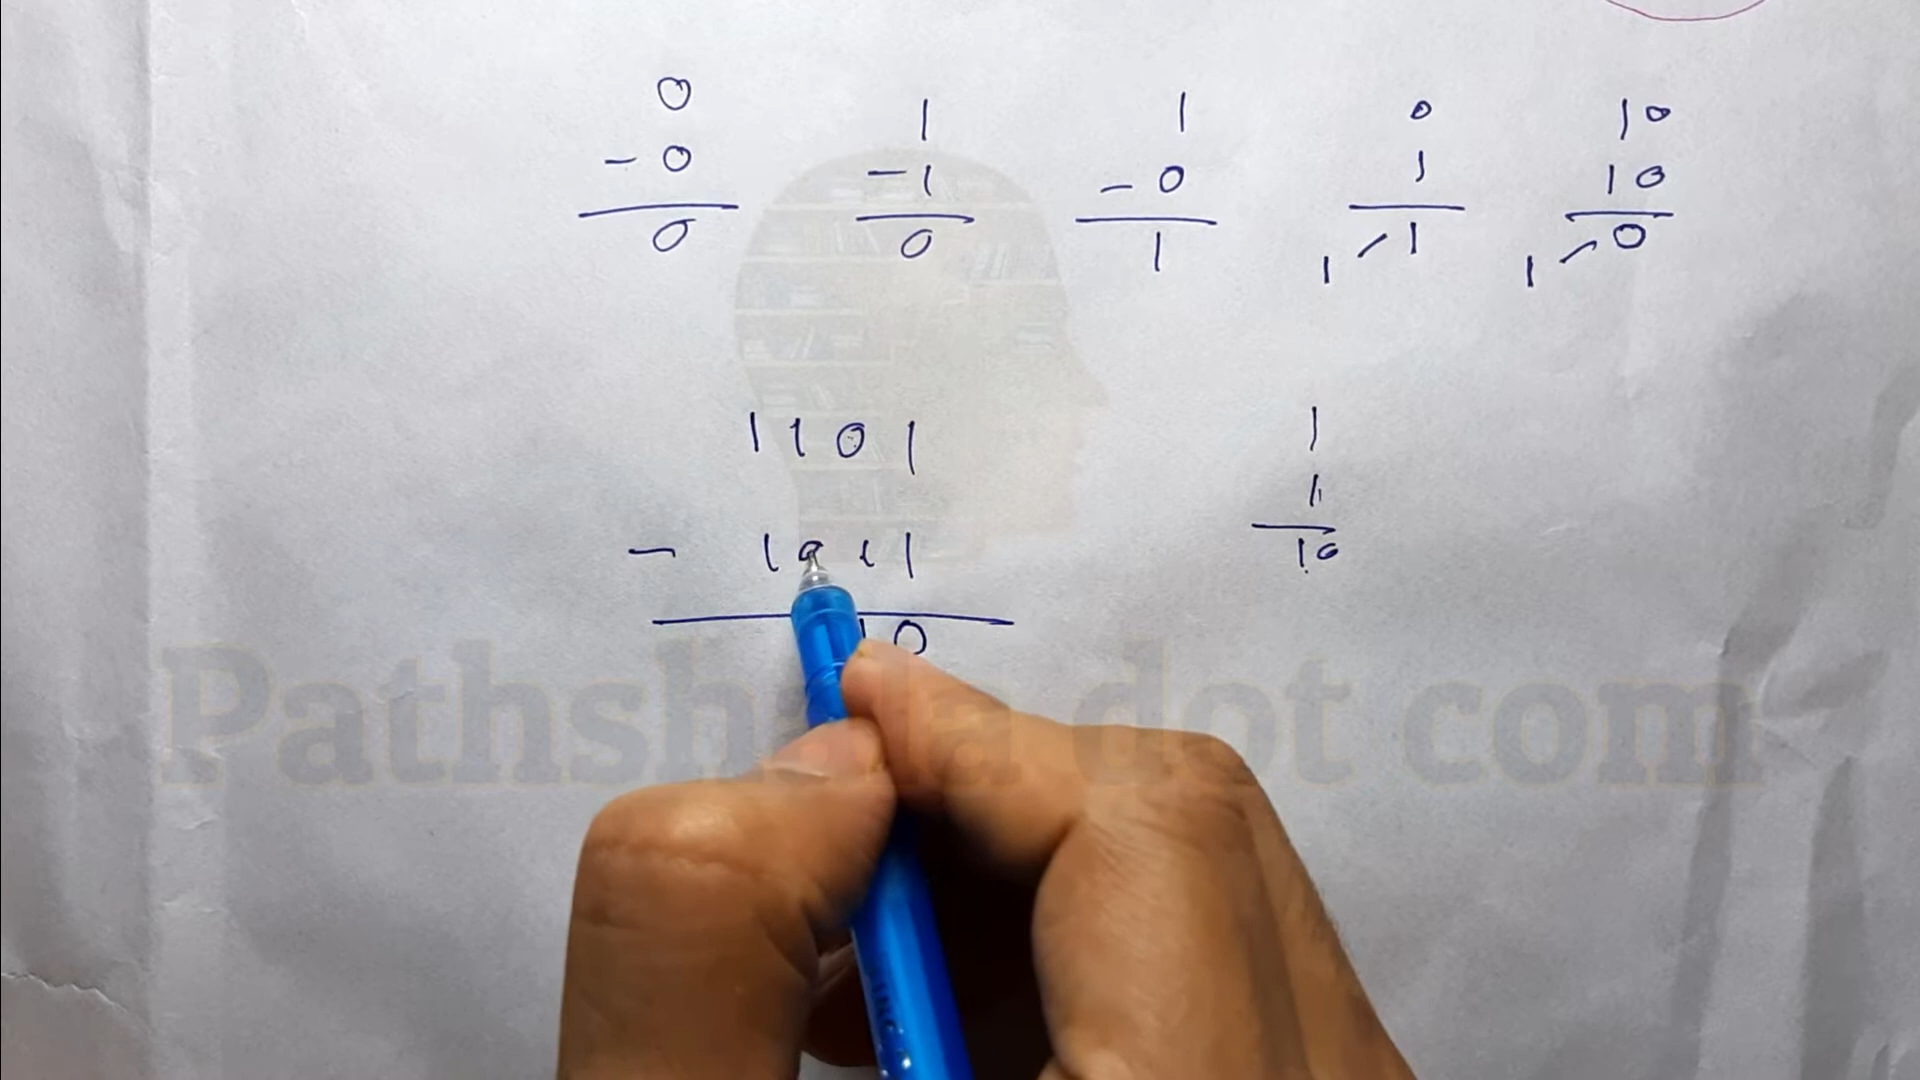 0 1 1 0 10
- 0 - 1 - 0 1 10
0 0 1 1 1 1 0
1101 1
- 1011 1
10 10
Pathshala dot com